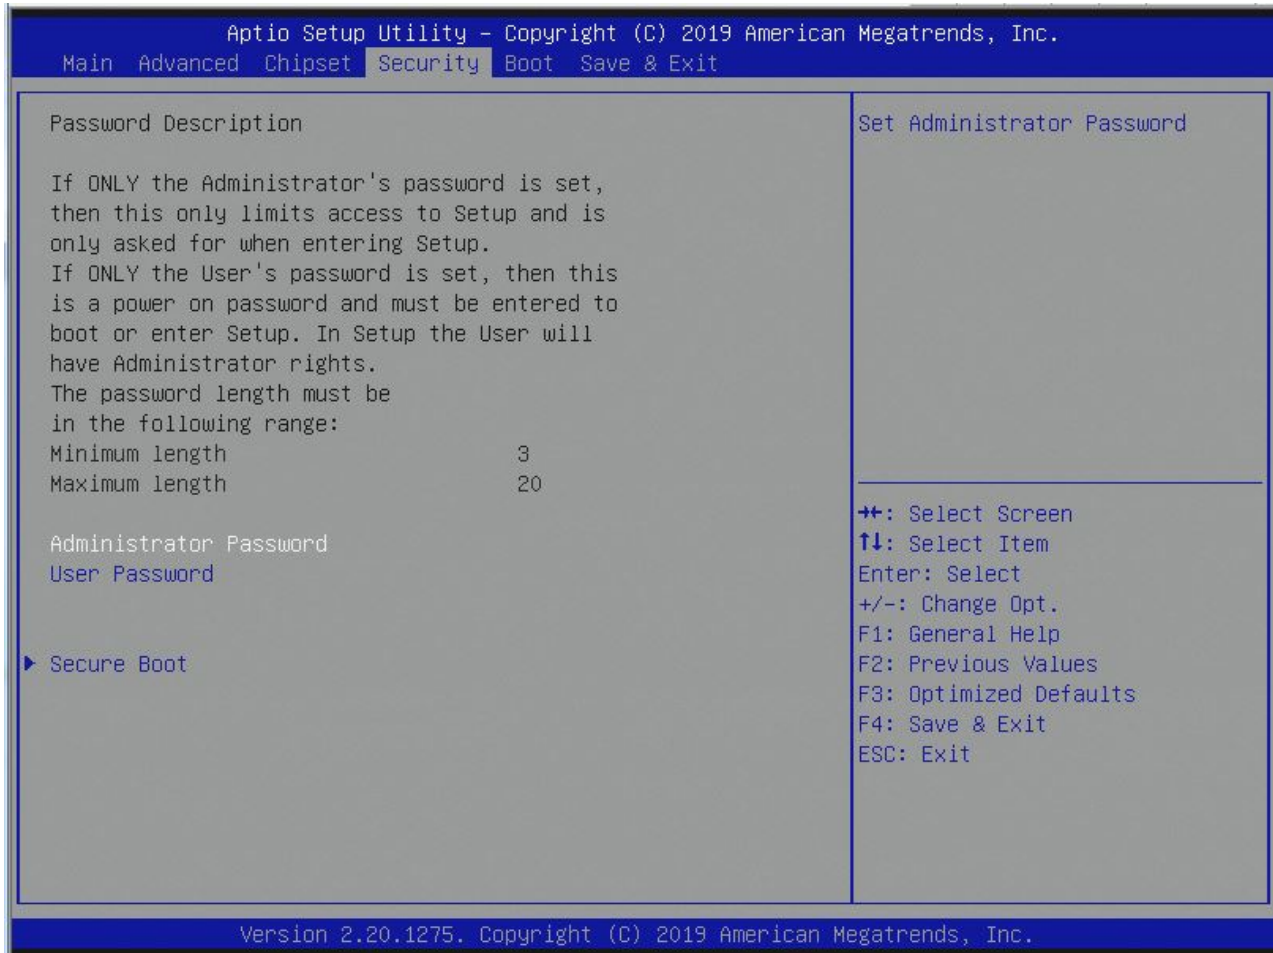 Aptio Setup Utility – Copyright (C) 2019 American Megatrends, Inc.
Main Advanced Chipset Security Boot Save & Exit
Password Description
If ONLY the Administrator's password is set,
then this only limits access to Setup and is
only asked for when entering Setup.
If ONLY the User's password is set, then this
is a power on password and must be entered to
boot or enter Setup. In Setup the User will
have Administrator rights.
The password length must be
in the following range:
Minimum length 3
Maximum length 20
Administrator Password
User Password
Secure Boot
Set Administrator Password
→←: Select Screen
↑↓: Select Item
Enter: Select
+/-: Change Opt.
F1: General Help
F2: Previous Values
F3: Optimized Defaults
F4: Save & Exit
ESC: Exit
Version 2.20.1275. Copyright (C) 2019 American Megatrends, Inc.